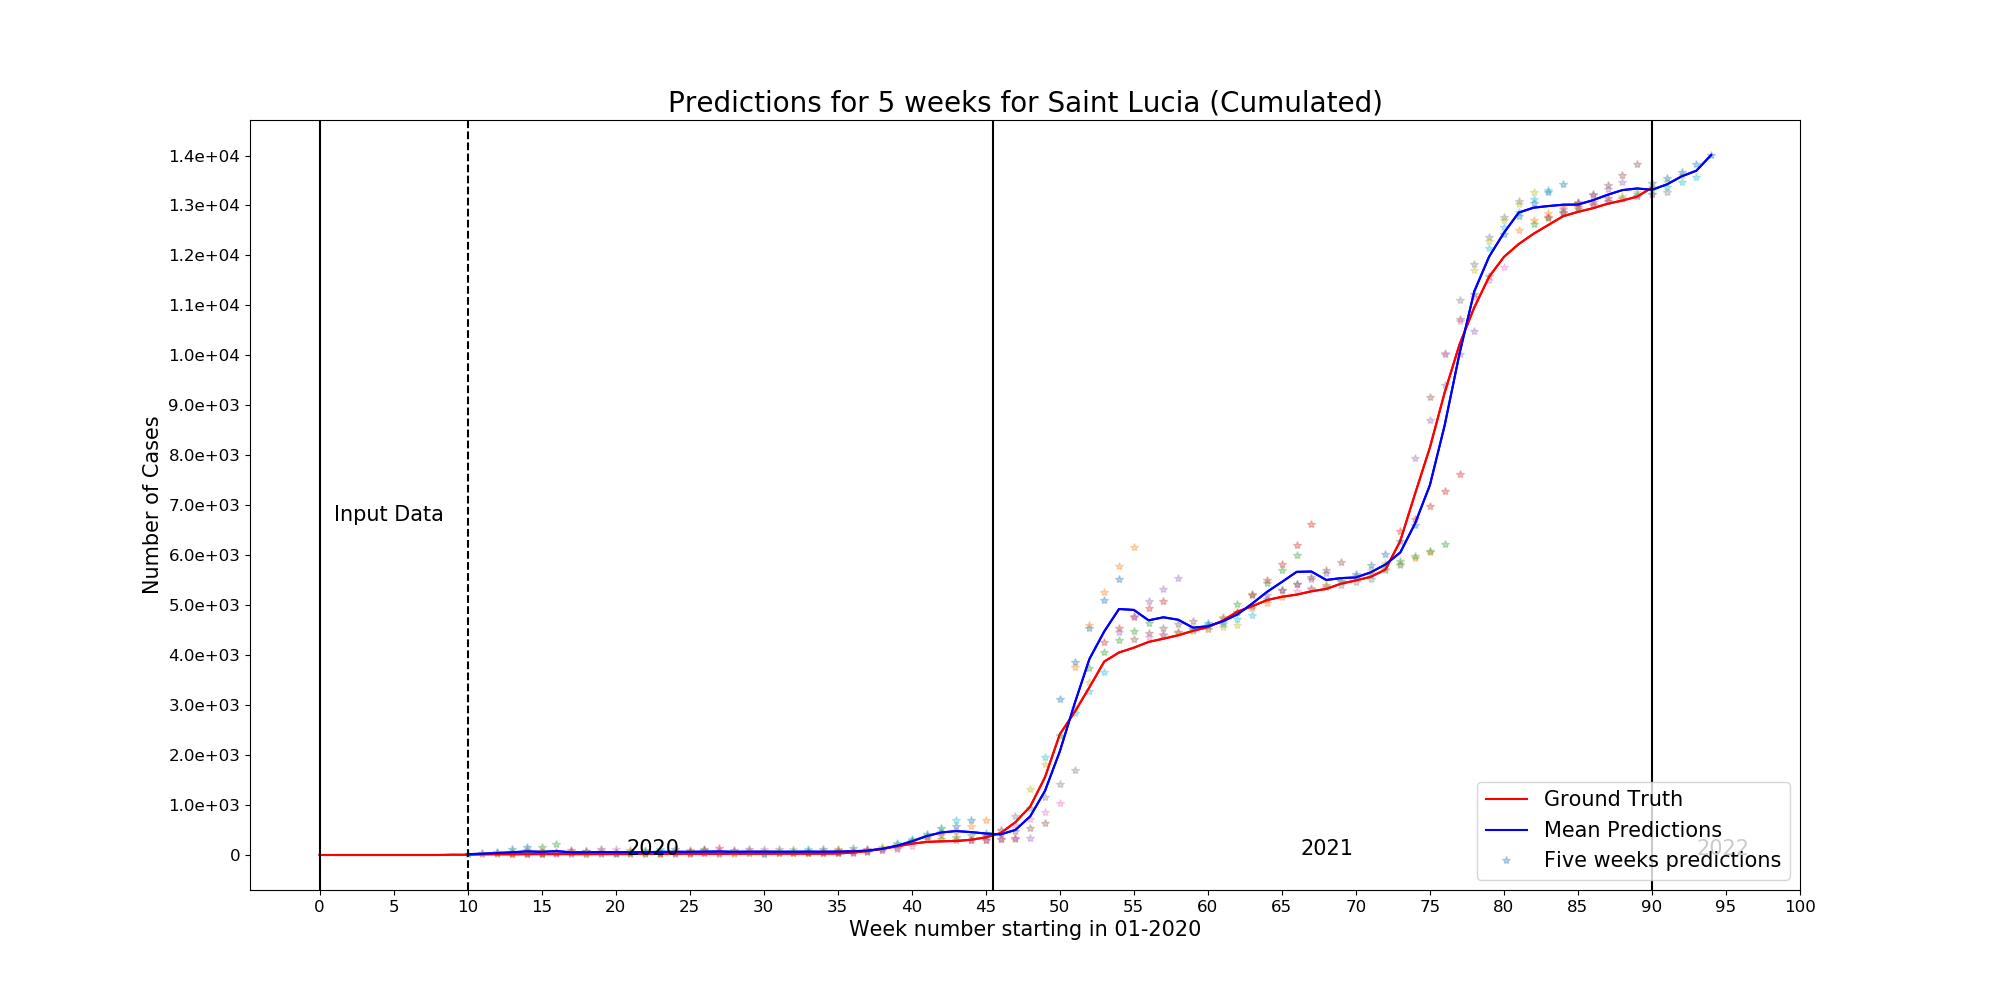 Predictions for 5 weeks for Saint Lucia (Cumulated)
1.4e+04
1.3e+04
1.2e+04
1.1e+04
1.0e+04
9.0e+03
8.0e+03
7.0e+03
6.0e+03
5.0e+03
4.0e+03
3.0e+03
2.0e+03
1.0e+03
0
Number of Cases
Input Data
2020
2021
2022
Ground Truth
Mean Predictions
Five weeks predictions
0 5 10 15 20 25 30 35 40 45 50 55 60 65 70 75 80 85 90 95 100
Week number starting in 01-2020